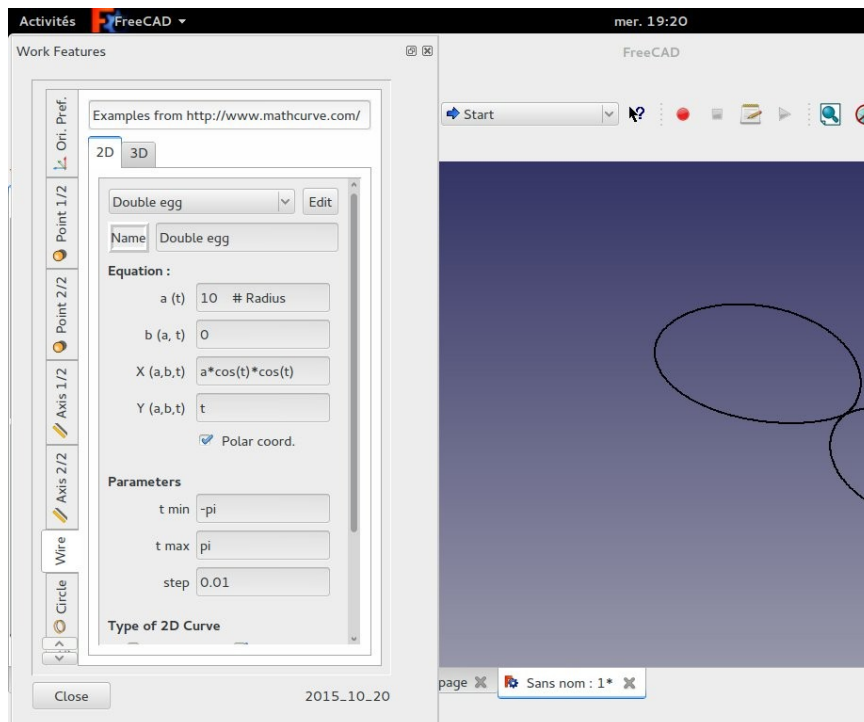 Activités FreeCAD mer. 19:20
Work Features FreeCAD
Ori. Pref.
Point 1/2
Point 2/2
Axis 1/2
Axis 2/2
Wire
Circle
Examples from http://www.mathcurve.com/
Start
2D 3D
Double egg Edit
Name Double egg
Equation :
a (t) 10 # Radius
b (a, t) 0
X (a,b,t) a*cos(t)*cos(t)
Y (a,b,t) t
Polar coord.
Parameters
t min -pi
t max pi
step 0.01
Type of 2D Curve
page Sans nom : 1*
Close 2015_10_20